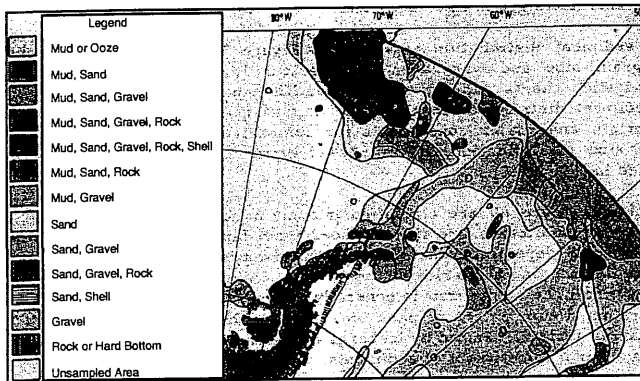 Legend
Mud or Ooze
Mud, Sand
Mud, Sand, Gravel
Mud, Sand, Gravel, Rock
Mud, Sand, Gravel, Rock, Shell
Mud, Sand, Rock
Mud, Gravel
Sand
Sand, Gravel
Sand, Gravel, Rock
Sand, Shell
Gravel
Rock or Hard Bottom
Unsampled Area
80°W 70°W 60°W